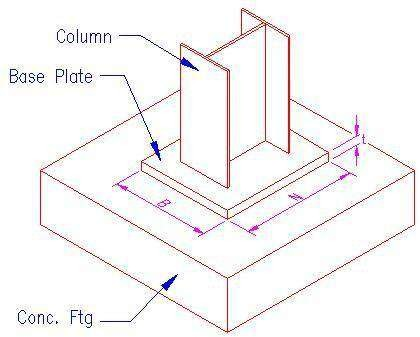 Column
Base Plate
t
B
N
Conc. Ftg